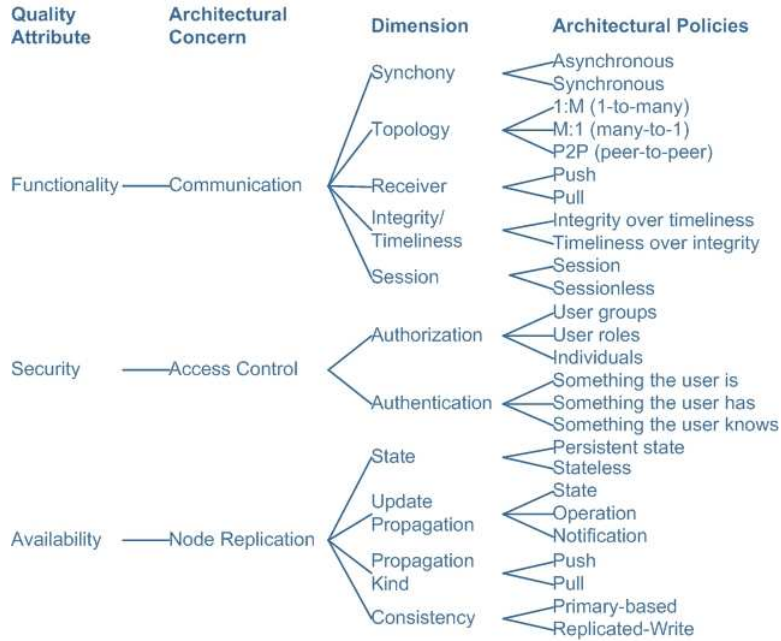 Quality Attribute
Architectural Concern
Dimension
Architectural Policies
Functionality
Communication
Synchony
Asynchronous
Synchronous
Topology
1:M (1-to-many)
M:1 (many-to-1)
P2P (peer-to-peer)
Receiver
Push
Pull
Integrity/
Timeliness
Integrity over timeliness
Timeliness over integrity
Session
Session
Sessionless
Security
Access Control
Authorization
User groups
User roles
Individuals
Authentication
Something the user is
Something the user has
Something the user knows
Availability
Node Replication
State
Persistent state
Stateless
Update
Propagation
State
Operation
Notification
Propagation
Kind
Push
Pull
Consistency
Primary-based
Replicated-Write